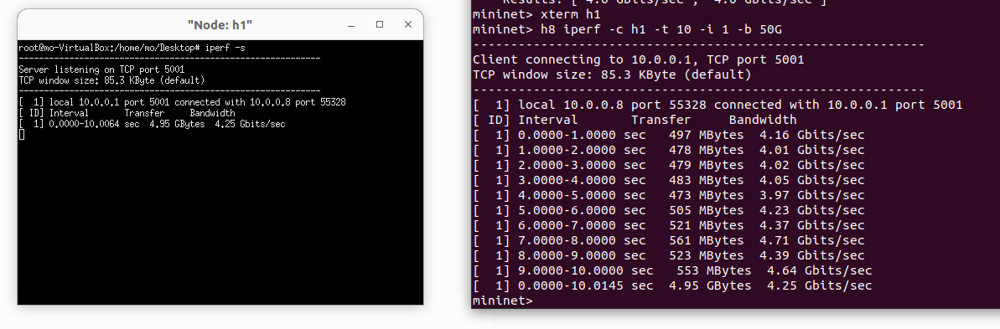 "Node: h1"
root@mo-VirtualBox:/home/mo/Desktop# iperf -s
------------------------------------------------------------
Server listening on TCP port 5001
TCP window size: 85.3 KByte (default)
------------------------------------------------------------
[  1] local 10.0.0.1 port 5001 connected with 10.0.0.8 port 55328
[ ID] Interval       Transfer     Bandwidth
[  1] 0.0000-10.0064 sec  4.95 GBytes  4.25 Gbits/sec
mininet> xterm h1
mininet> h8 iperf -c h1 -t 10 -i 1 -b 50G
------------------------------------------------------------
Client connecting to 10.0.0.1, TCP port 5001
TCP window size: 85.3 KByte (default)
------------------------------------------------------------
[  1] local 10.0.0.8 port 55328 connected with 10.0.0.1 port 5001
[ ID] Interval       Transfer     Bandwidth
[  1] 0.0000-1.0000 sec   497 MBytes  4.16 Gbits/sec
[  1] 1.0000-2.0000 sec   478 MBytes  4.01 Gbits/sec
[  1] 2.0000-3.0000 sec   479 MBytes  4.02 Gbits/sec
[  1] 3.0000-4.0000 sec   483 MBytes  4.05 Gbits/sec
[  1] 4.0000-5.0000 sec   473 MBytes  3.97 Gbits/sec
[  1] 5.0000-6.0000 sec   505 MBytes  4.23 Gbits/sec
[  1] 6.0000-7.0000 sec   521 MBytes  4.37 Gbits/sec
[  1] 7.0000-8.0000 sec   561 MBytes  4.71 Gbits/sec
[  1] 8.0000-9.0000 sec   523 MBytes  4.39 Gbits/sec
[  1] 9.0000-10.0000 sec   553 MBytes  4.64 Gbits/sec
[  1] 0.0000-10.0145 sec  4.95 GBytes  4.25 Gbits/sec
mininet>